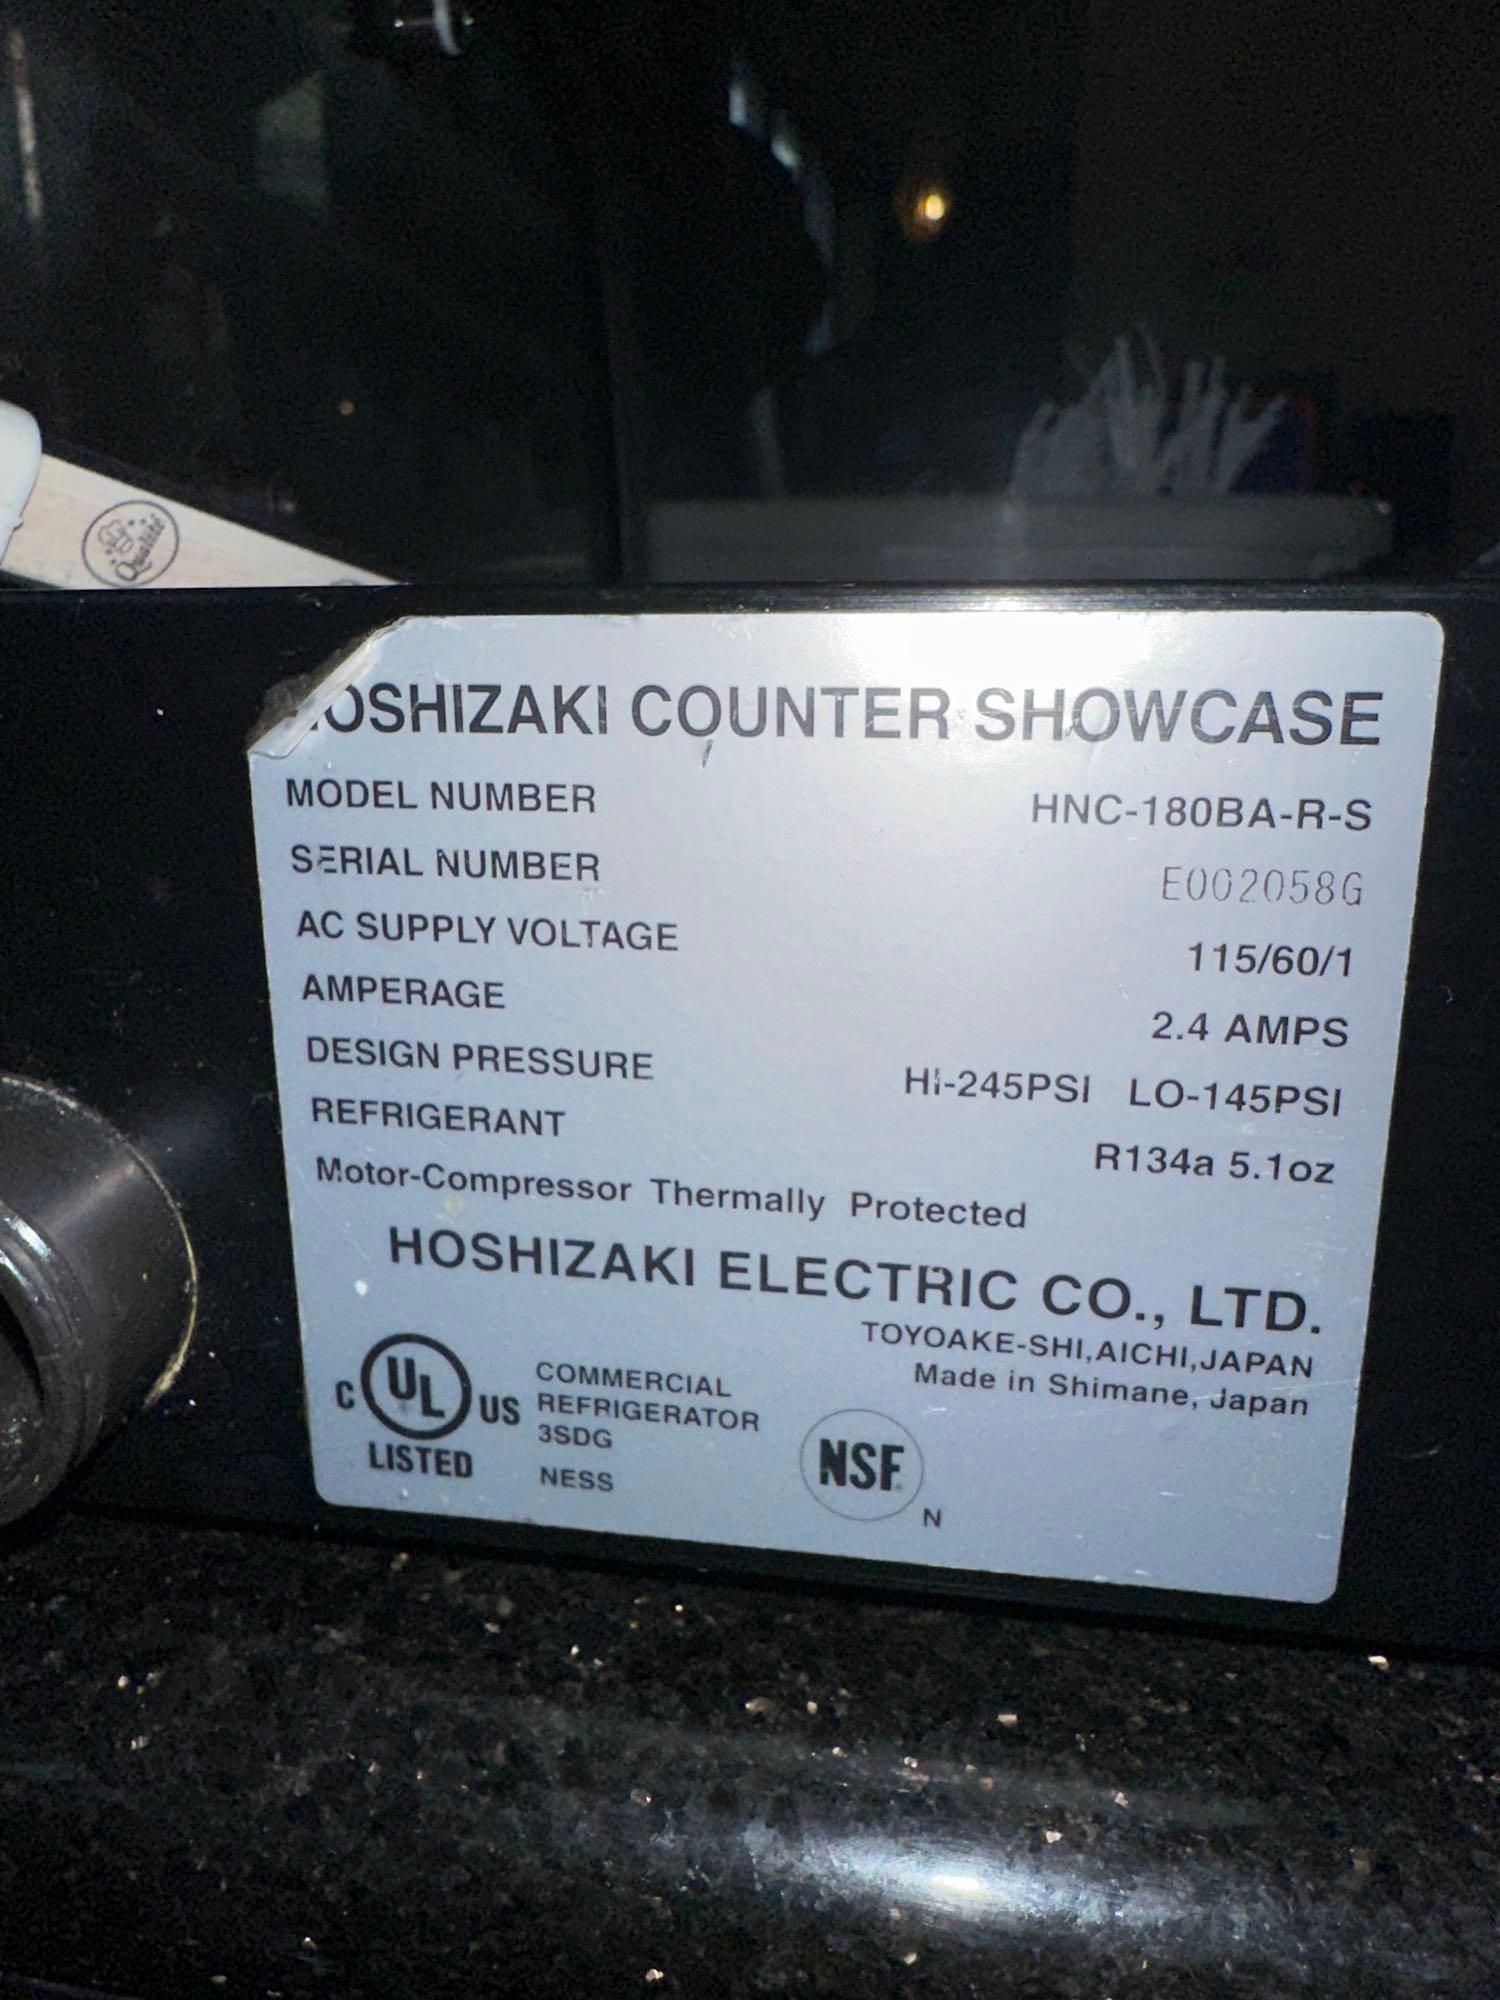 Qualité
HOSHIZAKI COUNTER SHOWCASE
MODEL NUMBER HNC-180BA-R-S
SERIAL NUMBER E002058G
AC SUPPLY VOLTAGE 115/60/1
AMPERAGE 2.4 AMPS
DESIGN PRESSURE Hi-245PSI LO-145PSI
REFRIGERANT R134a 5.1oz
Motor-Compressor Thermally Protected
HOSHIZAKI ELECTRIC CO., LTD.
TOYOAKE-SHI,AICHI,JAPAN
Made in Shimane, Japan
C UL US
LISTED
COMMERCIAL
REFRIGERATOR
3SDG
NESS
NSF.
N